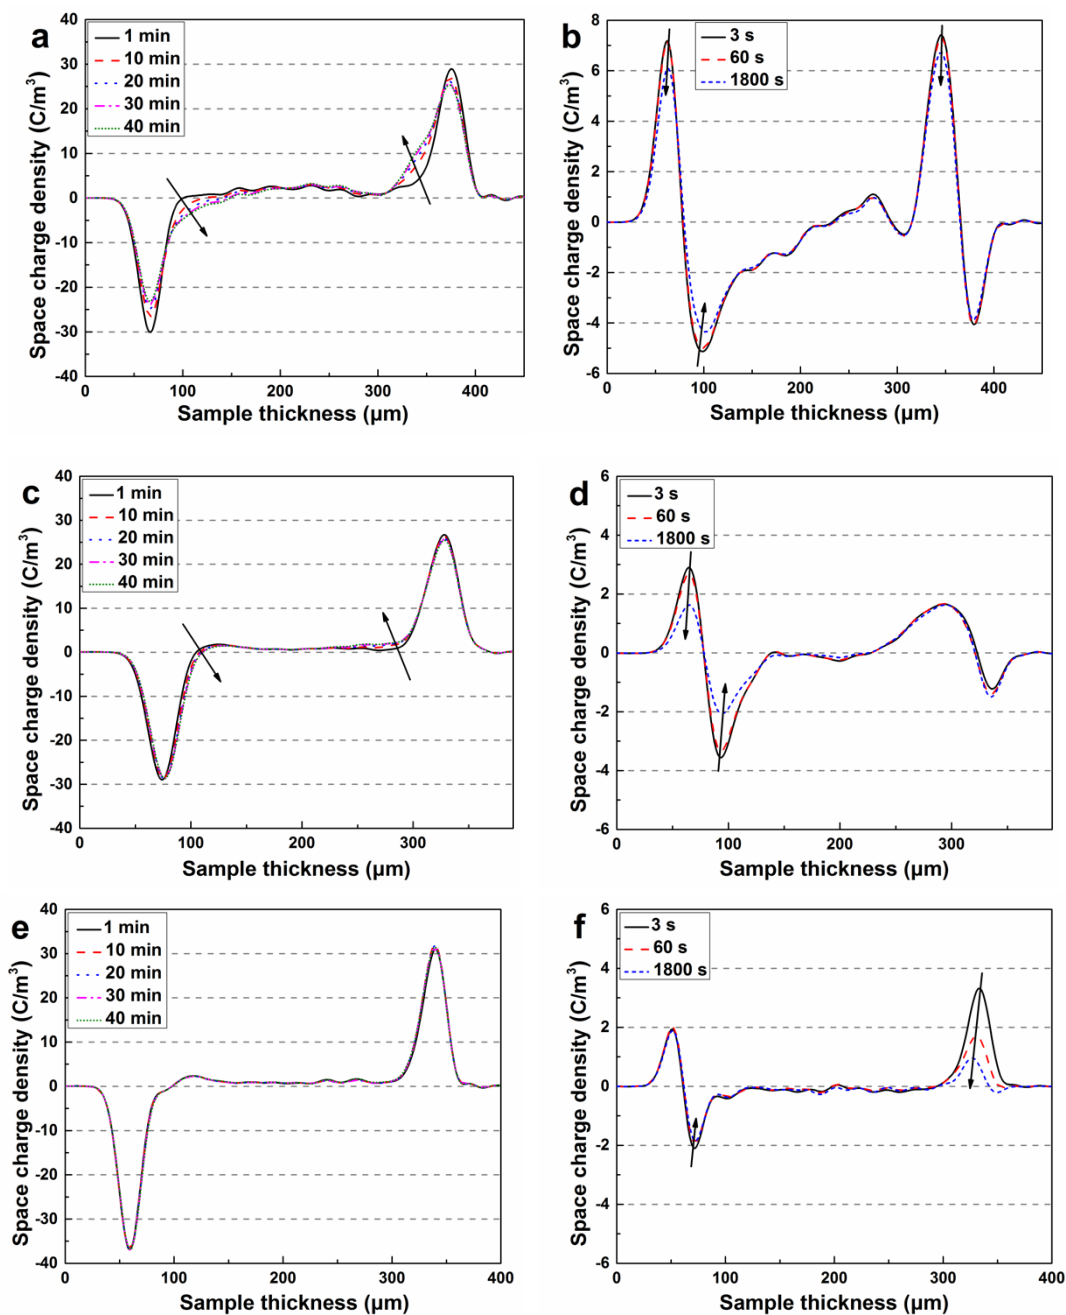 a
1 min
10 min
20 min
30 min
40 min
40
30
20
10
0
-10
-20
-30
-40
0 100 200 300 400
Space charge density (C/m³)
Sample thickness (µm)
b
3 s
60 s
1800 s
8
6
4
2
0
-2
-4
-6
0 100 200 300 400
Space charge density (C/m³)
Sample thickness (µm)
c
1 min
10 min
20 min
30 min
40 min
40
30
20
10
0
-10
-20
-30
-40
0 100 200 300
Space charge density (C/m³)
Sample thickness (µm)
d
3 s
60 s
1800 s
6
4
2
0
-2
-4
-6
0 100 200 300
Space charge density (C/m³)
Sample thickness (µm)
e
1 min
10 min
20 min
30 min
40 min
40
30
20
10
0
-10
-20
-30
-40
0 100 200 300 400
Space charge density (C/m³)
Sample thickness (µm)
f
3 s
60 s
1800 s
6
4
2
0
-2
-4
-6
0 100 200 300 400
Space charge density (C/m³)
Sample thickness (µm)